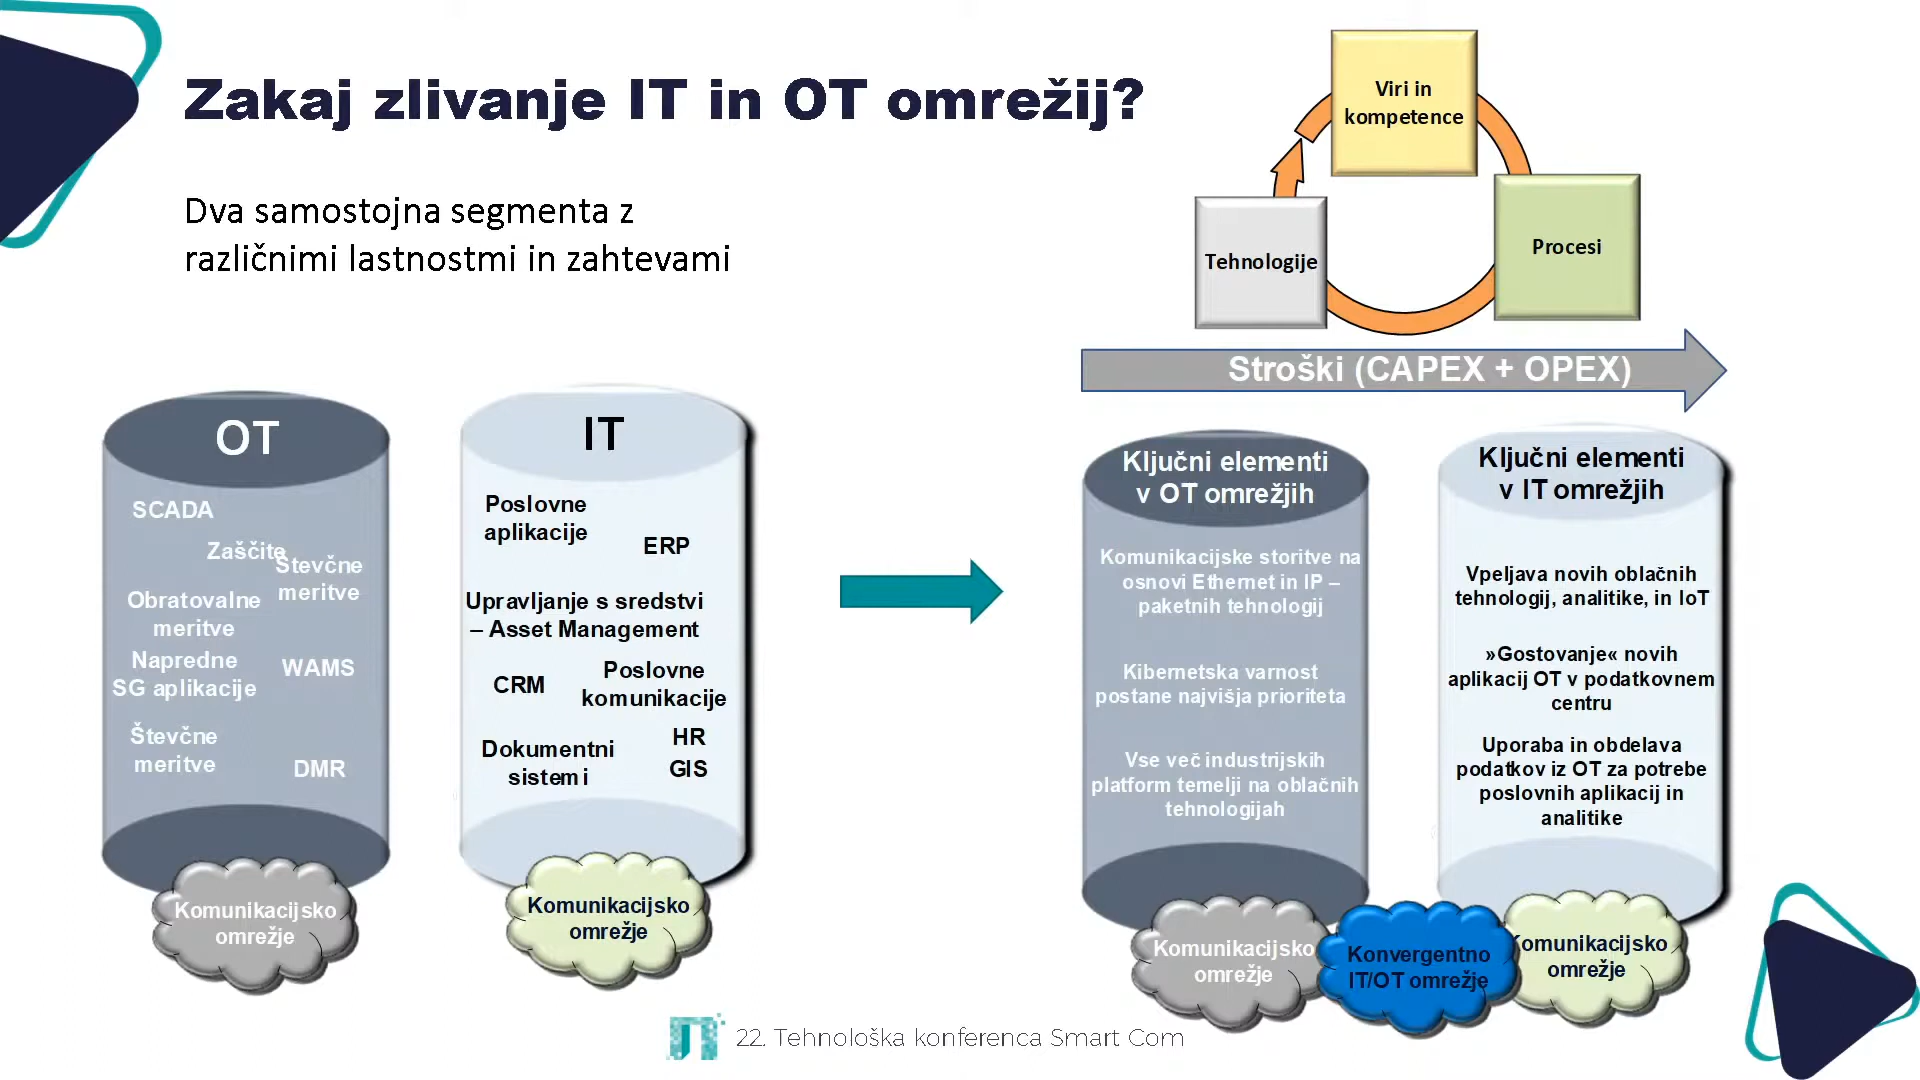 Zakaj zlivanje IT in OT omrežij?
Dva samostojna segmenta z
različnimi lastnostmi in zahtevami
Viri in
kompetence
Procesi
Tehnologije
Stroški (CAPEX + OPEX)
OT
SCADA
Zaščite
Števčne
meritve
Obratovalne
meritve
Napredne
SG aplikacije
WAMS
Števčne
meritve
DMR
Komunikacijsko
omrežje
IT
Poslovne
aplikacije
ERP
Upravljanje s sredstvi
– Asset Management
CRM
Poslovne
komunikacije
Dokumentni
sistemi
HR
GIS
Komunikacijsko
omrežje
Ključni elementi
v OT omrežjih
Komunikacijske storitve na
osnovi Ethernet in IP –
paketnih tehnologij
Kibernetska varnost
postane najvišja prioriteta
Vse več industrijskih
platform temelji na oblačnih
tehnologijah
Komunikacijsko
omrežje
Konvergentno
IT/OT omrežje
Ključni elementi
v IT omrežjih
Vpeljava novih oblačnih
tehnologij, analitike, in IoT
»Gostovanje« novih
aplikacij OT v podatkovnem
centru
Uporaba in obdelava
podatkov iz OT za potrebe
poslovnih aplikacij in
analitike
Komunikacijsko
omrežje
22. Tehnološka konferenca Smart Com